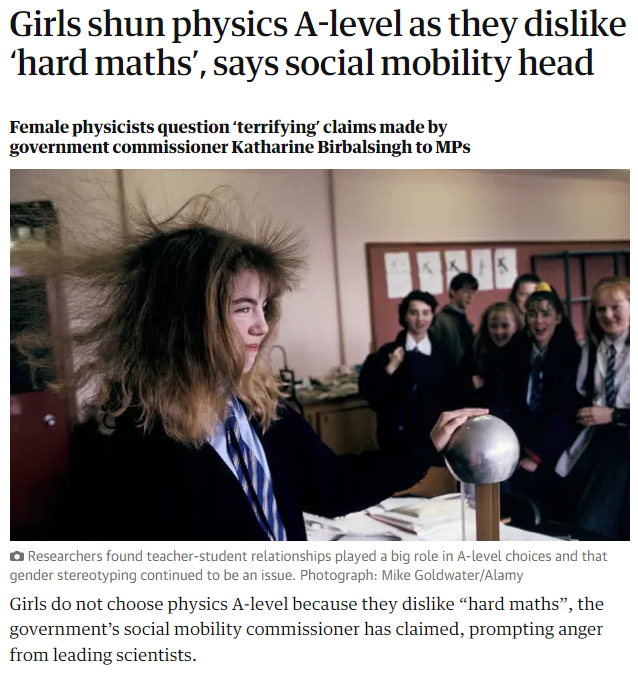 Girls shun physics A-level as they dislike
‘hard maths’, says social mobility head
Female physicists question ‘terrifying’ claims made by
government commissioner Katharine Birbalsingh to MPs
Researchers found teacher-student relationships played a big role in A-level choices and that
gender stereotyping continued to be an issue. Photograph: Mike Goldwater/Alamy
Girls do not choose physics A-level because they dislike “hard maths”, the
government’s social mobility commissioner has claimed, prompting anger
from leading scientists.